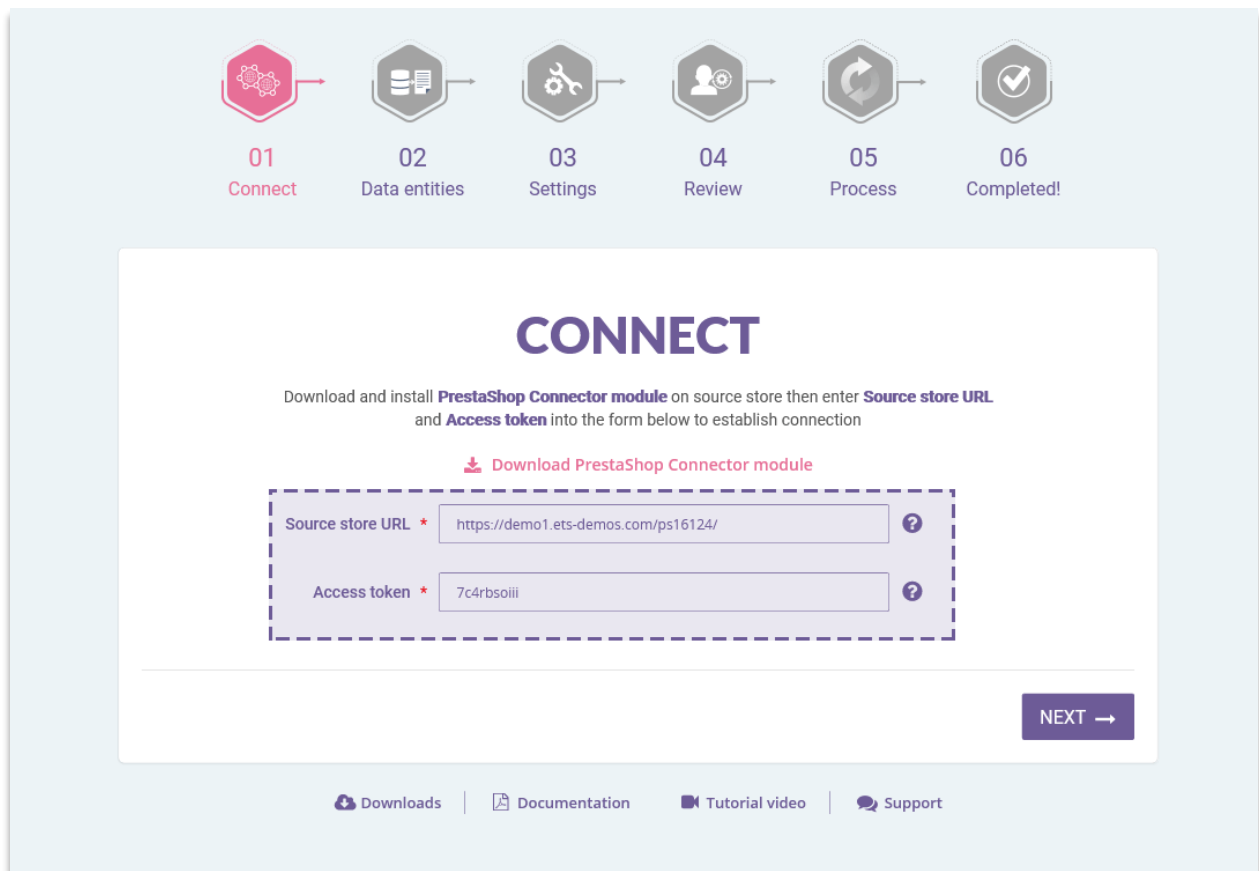 01 02 03 04 05 06
Connect Data entities Settings Review Process Completed!
CONNECT
Download and install PrestaShop Connector module on source store then enter Source store URL
and Access token into the form below to establish connection
Download PrestaShop Connector module
Source store URL * https://demo1.ets-demos.com/ps16124/
Access token * 7c4rbsoiii
NEXT →
Downloads | Documentation Tutorial video | Support